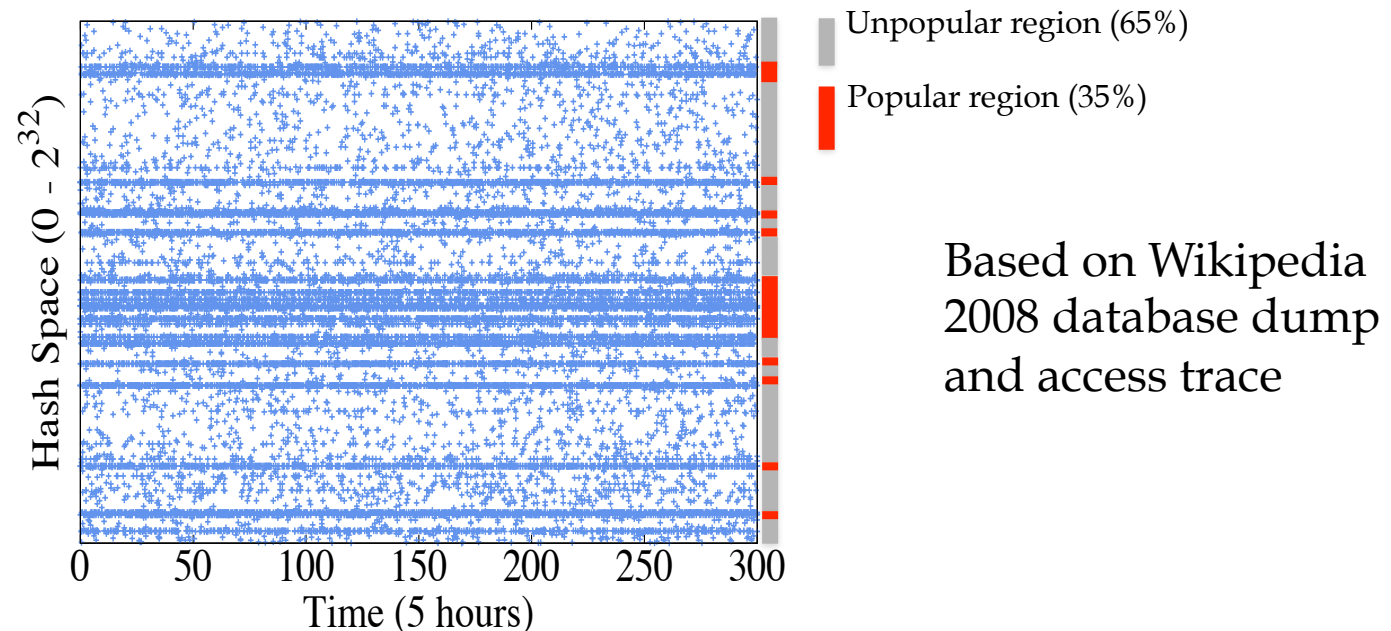 Unpopular region (65%)
Popular region (35%)
Hash Space (0 - 2^32)
0 50 100 150 200 250 300
Time (5 hours)
Based on Wikipedia
2008 database dump
and access trace